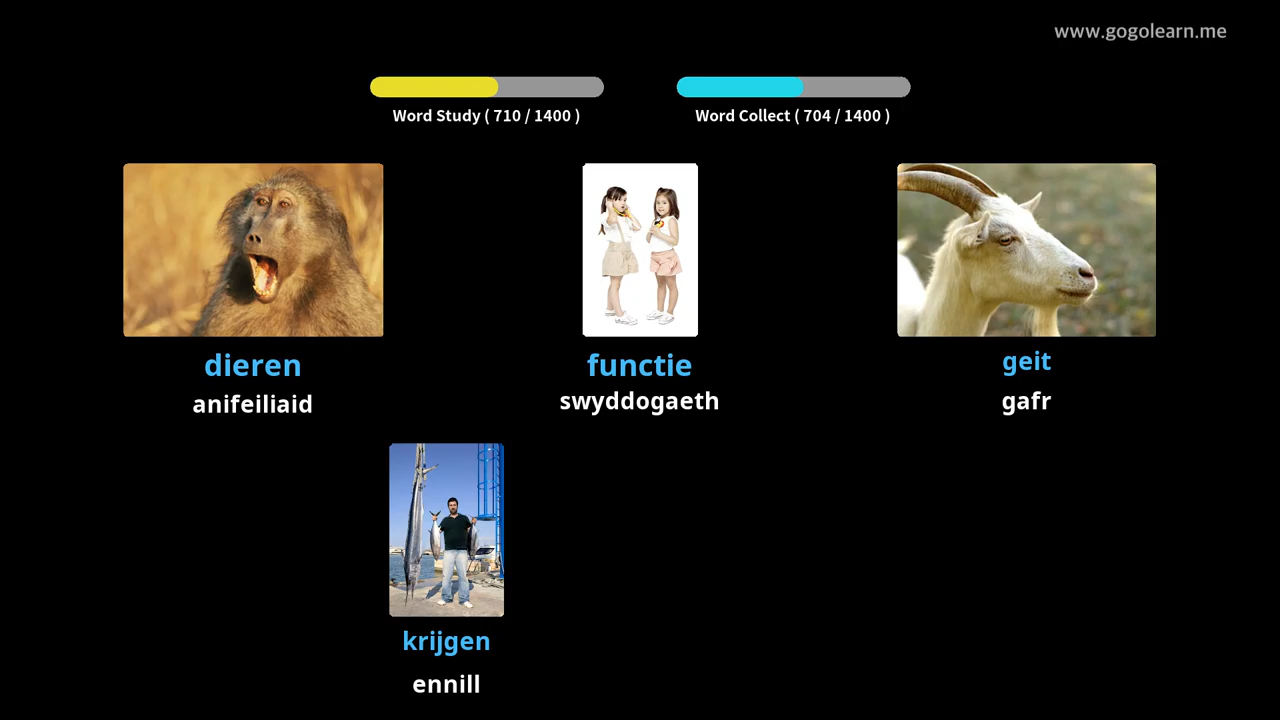 www.gogolearn.me
Word Study ( 710 / 1400 )
Word Collect ( 704 / 1400 )
dieren
anifeiliaid
functie
swyddogaeth
geit
gafr
krijgen
ennill